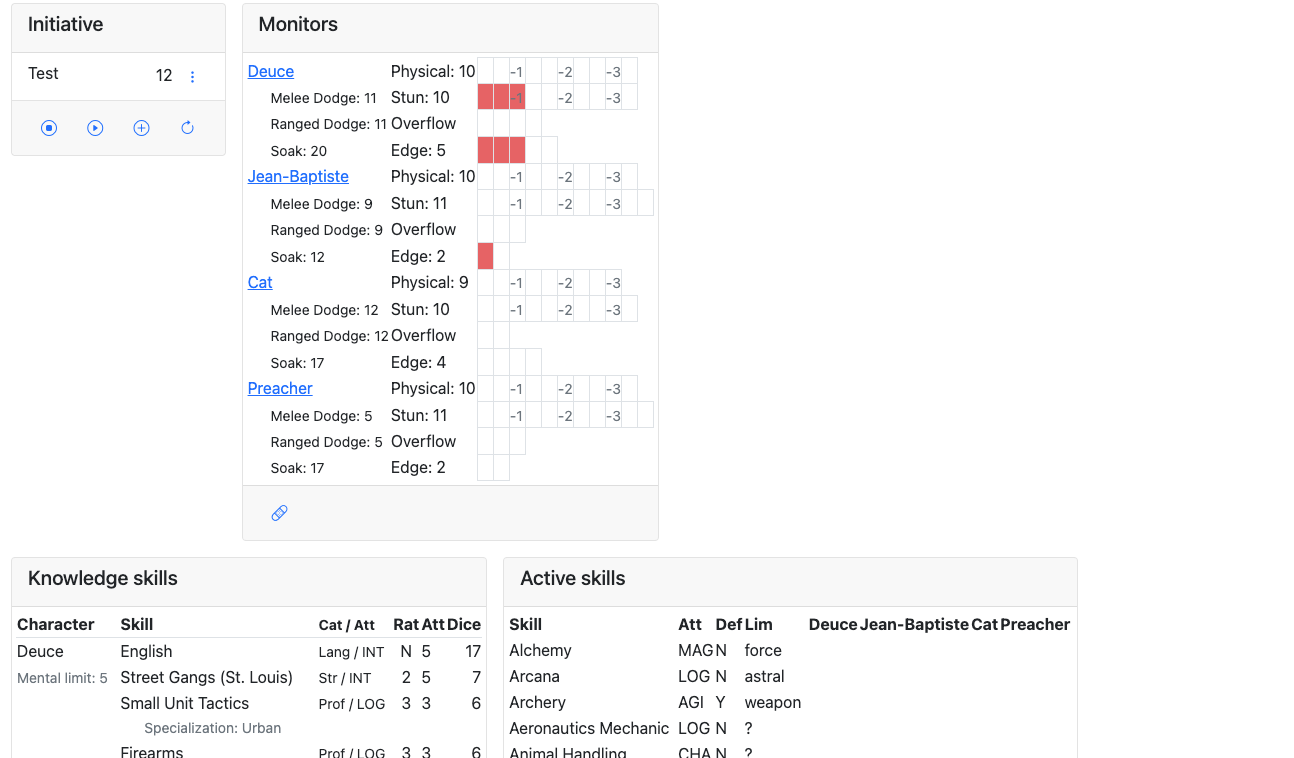 Initiative
Test 12
Monitors
Deuce Physical: 10 -1 -2 -3
Melee Dodge: 11 Stun: 10 -1 -2 -3
Ranged Dodge: 11 Overflow
Soak: 20 Edge: 5
Jean-Baptiste Physical: 10 -1 -2 -3
Melee Dodge: 9 Stun: 11 -1 -2 -3
Ranged Dodge: 9 Overflow
Soak: 12 Edge: 2
Cat Physical: 9 -1 -2 -3
Melee Dodge: 12 Stun: 10 -1 -2 -3
Ranged Dodge: 12 Overflow
Soak: 17 Edge: 4
Preacher Physical: 10 -1 -2 -3
Melee Dodge: 5 Stun: 11 -1 -2 -3
Ranged Dodge: 5 Overflow
Soak: 17 Edge: 2
Knowledge skills
Character Skill Cat / Att Rat Att Dice
Deuce English Lang / INT N 5 17
Mental limit: 5 Street Gangs (St. Louis) Str / INT 2 5 7
Small Unit Tactics Prof / LOG 3 3 6
Specialization: Urban
Firearms Prof / LOG 3 3 6
Active skills
Skill Att Def Lim Deuce Jean-Baptiste Cat Preacher
Alchemy MAG N force
Arcana LOG N astral
Archery AGI Y weapon
Aeronautics Mechanic LOG N ?
Animal Handling CHA N ?